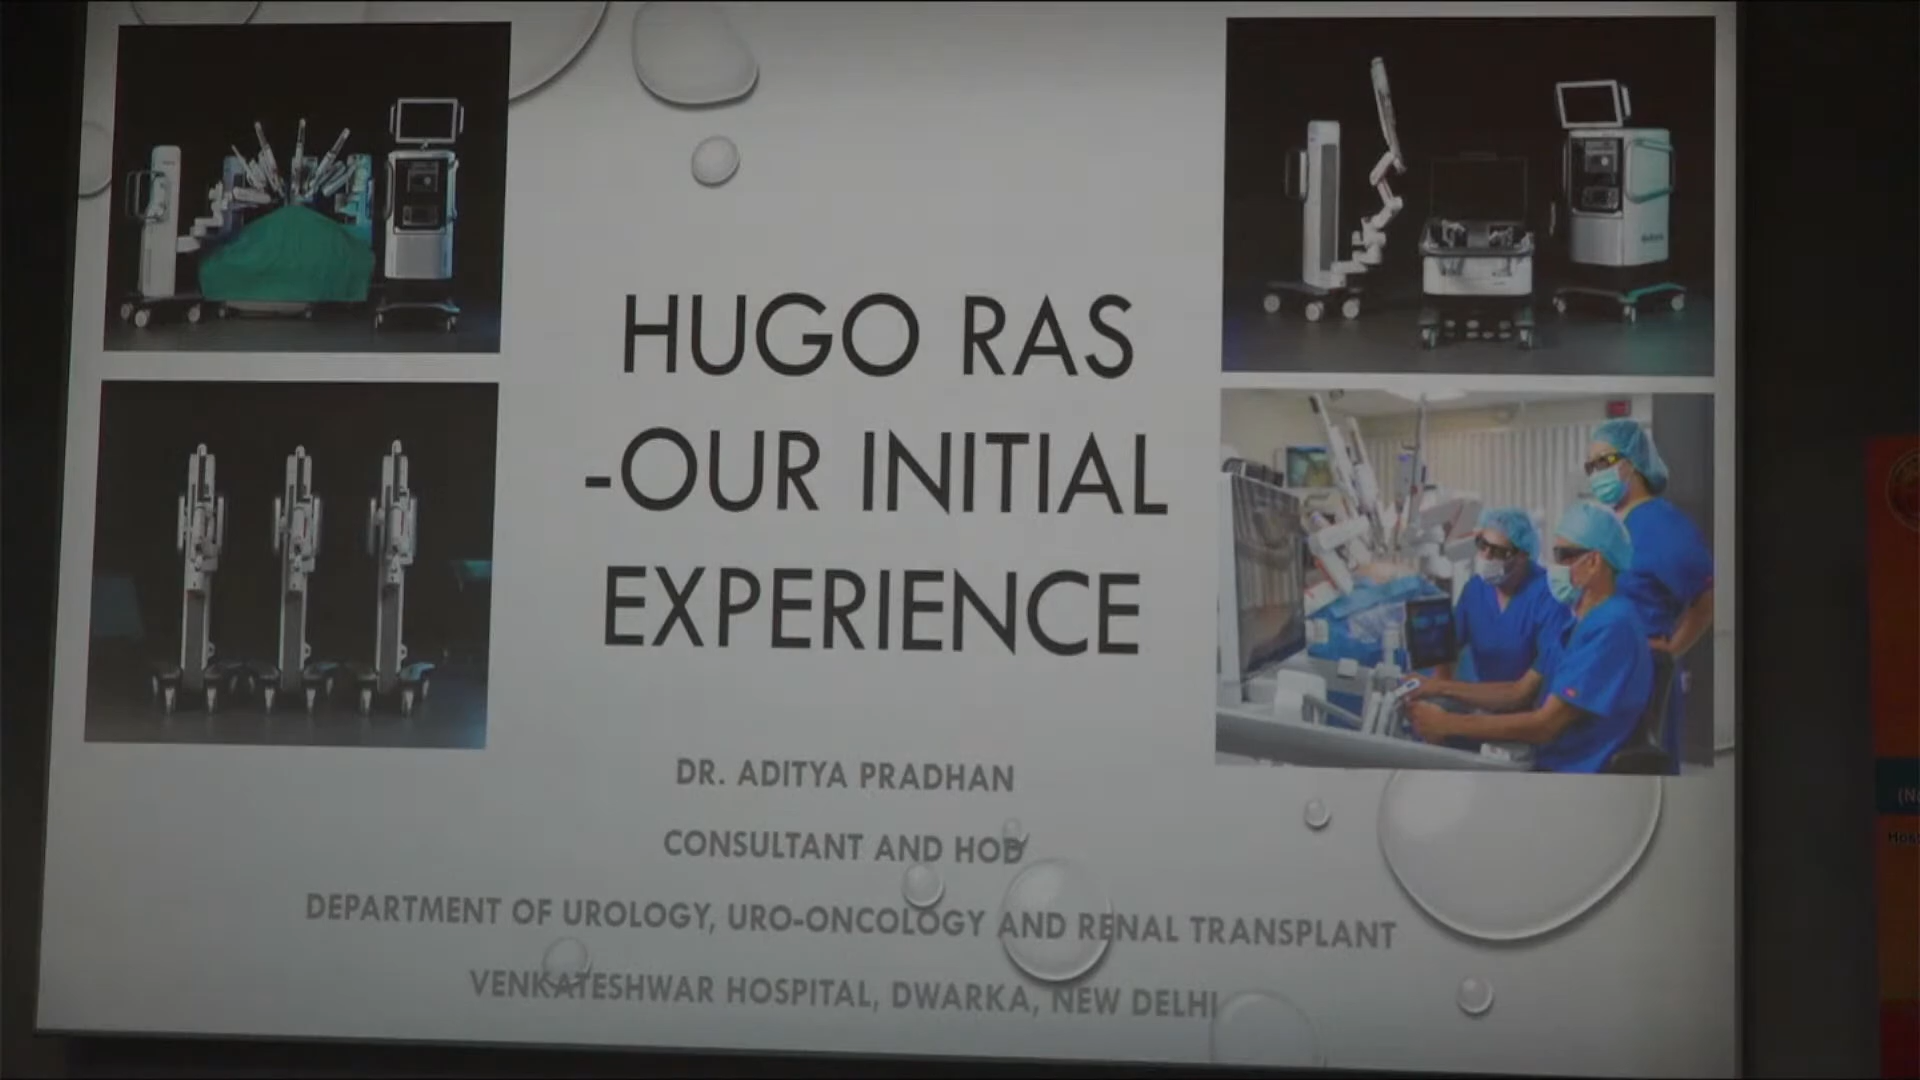 HUGO RAS
-OUR INITIAL
EXPERIENCE
DR. ADITYA PRADHAN
CONSULTANT AND HOD
DEPARTMENT OF UROLOGY, URO-ONCOLOGY AND RENAL TRANSPLANT
VENKATESHWAR HOSPITAL, DWARKA, NEW DELHI